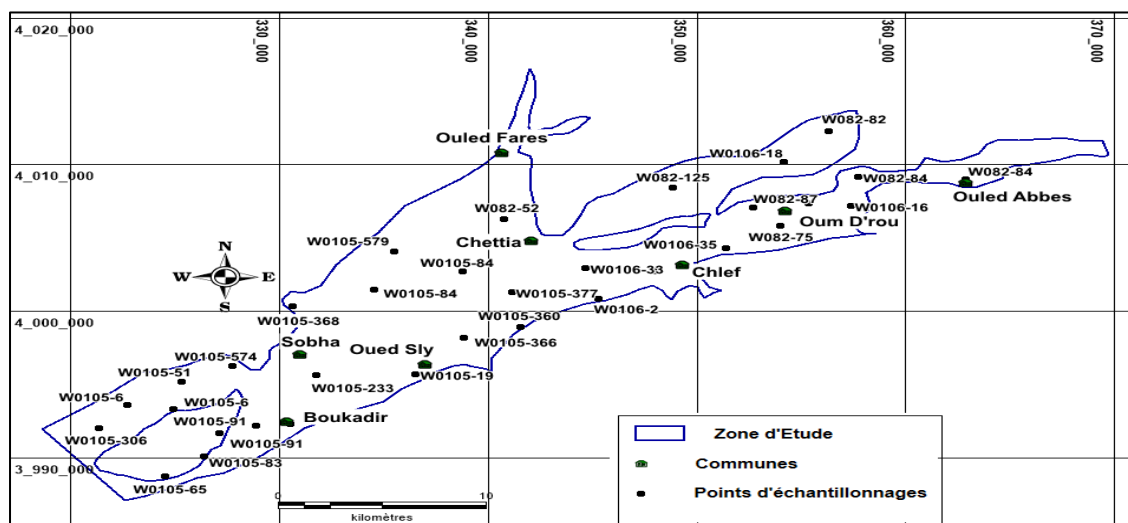 4_020_000
330_000
340_000
350_000
360_000
370_000
W082-82
Ouled Fares
W0106-18
4_010_000
W082-125
W082-84
W082-84
Ouled Abbes
W082-52
W082-87
W0106-16
Oum D'rou
W0105-579
Chettia
W0106-35
W082-75
N
W0105-84
W0106-33
Chlef
W E
W0105-84
W0105-377
S
W0106-2
4_000_000
W0105-368
W0105-360
Sobha
Oued Sly
W0105-366
W0105-574
W0105-51
W0105-233
W0105-19
W0105-6
W0105-6
W0105-91
Boukadir
W0105-306
W0105-91
W0105-83
3_990_000
W0105-65
0
10
kilomètres
Zone d'Etude
Communes
Points d'échantillonnages